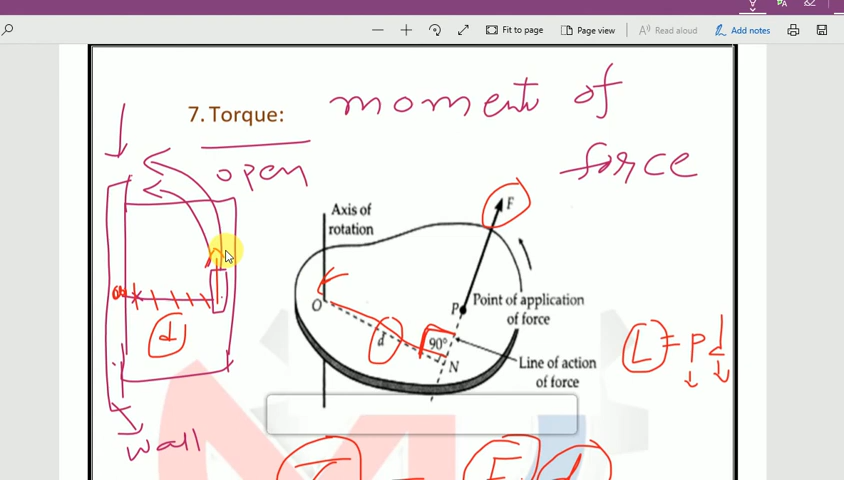 Fit to page
Page view
Read aloud
Add notes
7. Torque:
moment of
force
open
Axis of
rotation
F
O
d
P
Point of application
of force
90°
N
Line of action
of force
d
L = Pd
wall
τ = F d